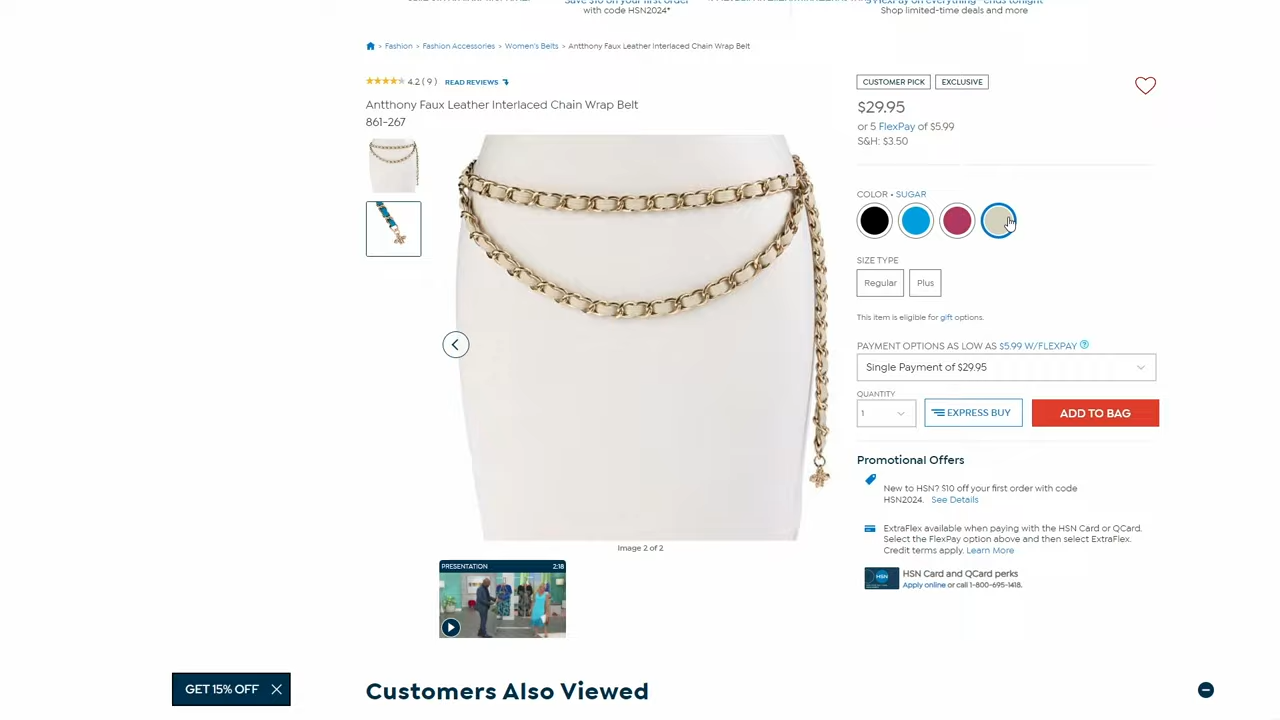 with code HSN2024*
Shop limited-time deals and more
> Fashion > Fashion Accessories > Women's Belts > Antthony Faux Leather Interlaced Chain Wrap Belt
4.2 ( 9 ) READ REVIEWS
Antthony Faux Leather Interlaced Chain Wrap Belt
861-267
CUSTOMER PICK EXCLUSIVE
$29.95
or 5 FlexPay of $5.99
S&H: $3.50
COLOR • SUGAR
SIZE TYPE
Regular Plus
This item is eligible for gift options.
PAYMENT OPTIONS AS LOW AS $5.99 W/FLEXPAY ?
Single Payment of $29.95
QUANTITY
1 EXPRESS BUY ADD TO BAG
Promotional Offers
New to HSN? $10 off your first order with code
HSN2024. See Details
ExtraFlex available when paying with the HSN Card or QCard.
Select the FlexPay option above and then select ExtraFlex.
Credit terms apply. Learn More
HSN
HSN Card and QCard perks
Apply online or call 1-800-695-1418.
Image 2 of 2
PRESENTATION 2:18
GET 15% OFF
Customers Also Viewed